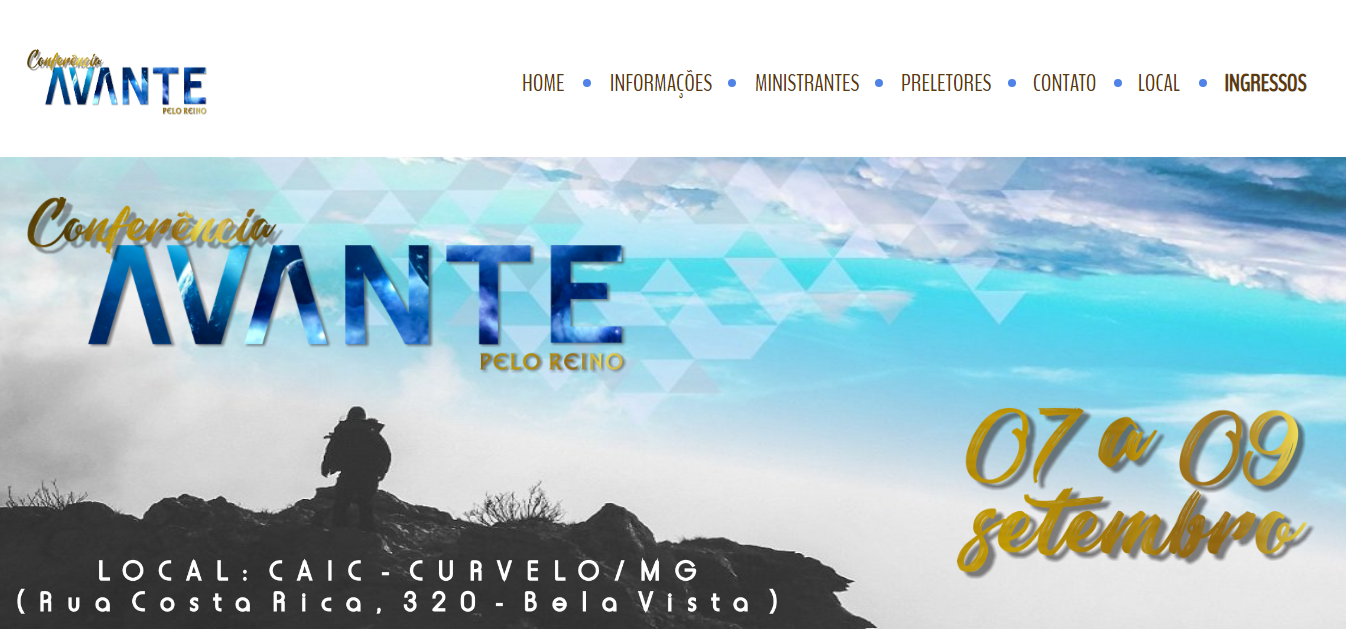 Conferência
AVANTE
PELO REINO
HOME INFORMAÇÕES MINISTRANTES PRELETORES CONTATO LOCAL INGRESSOS
Conferência
AVANTE
PELO REINO
07 a 09
setembro
LOCAL: CAIC - CURVELO/MG
(Rua Costa Rica, 320 - Bela Vista)